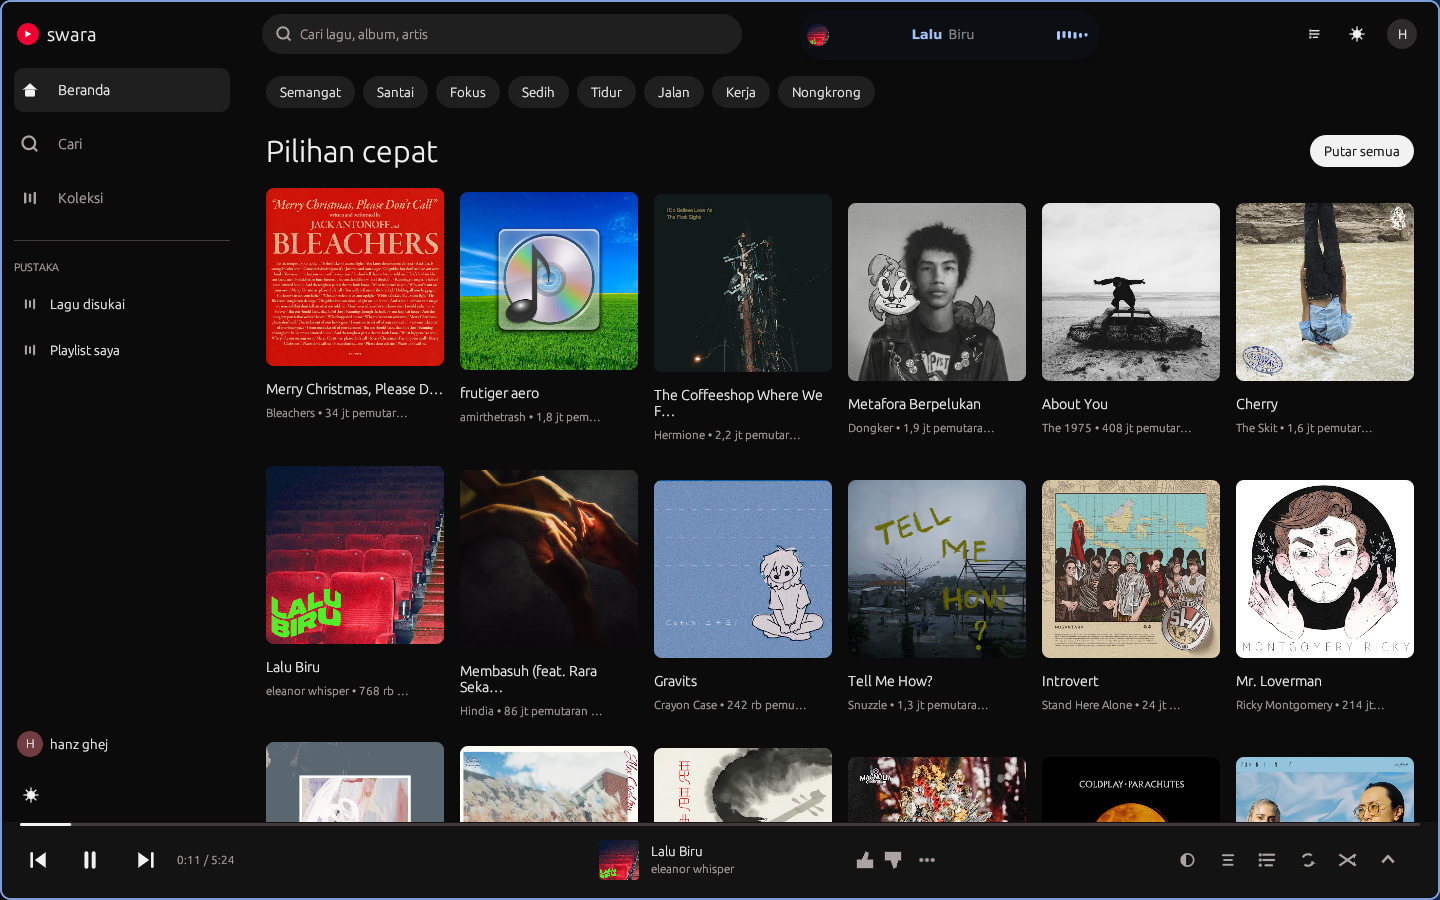 swara
Cari lagu, album, artis
Lalu Biru
H
Beranda
Cari
Koleksi
PUSTAKA
Lagu disukai
Playlist saya
Semangat
Santai
Fokus
Sedih
Tidur
Jalan
Kerja
Nongkrong
Pilihan cepat
Putar semua
"Merry Christmas, Please Don't Call"
written and performed by
JACK ANTONOFF
BLEACHERS
Merry Christmas, Please D...
Bleachers • 34 jt pemutar...
frutiger aero
amirthetrash • 1,8 jt pem...
The Coffeeshop Where We
F...
Hermione • 2,2 jt pemutar...
Metafora Berpelukan
Dongker • 1,9 jt pemutara...
About You
The 1975 • 408 jt pemutar...
Cherry
The Skit • 1,6 jt pemutar...
LALU
BIRU
Lalu Biru
eleanor whisper • 768 rb ...
Membasuh (feat. Rara
Seka...
Hindia • 86 jt pemutaran ...
Gravits
Crayon Case • 242 rb pemu...
TELL
ME
HOW
?
Tell Me How?
Snuzzle • 1,3 jt pemutara...
Introvert
Stand Here Alone • 24 jt ...
MONTGOMERY RICKY
Mr. Loverman
Ricky Montgomery • 214 jt...
COLDPLAY·PARACHUTES
H
hanz ghej
0:11 / 5:24
Lalu Biru
eleanor whisper